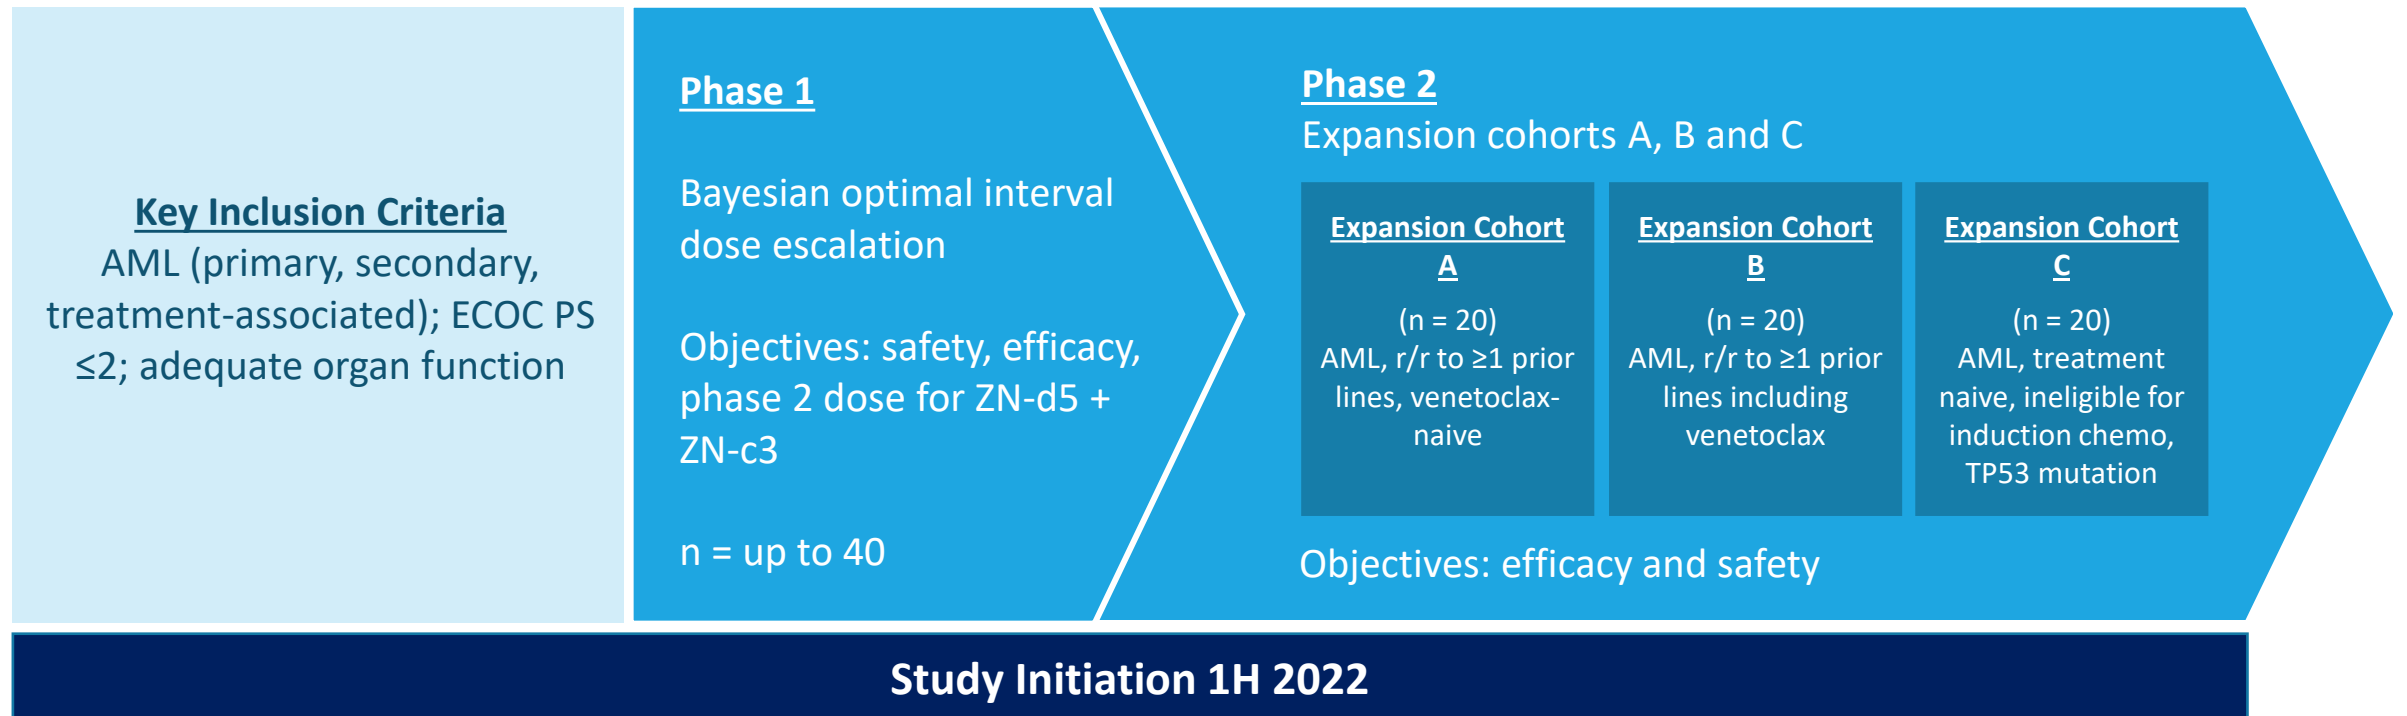 Key Inclusion Criteria
AML (primary, secondary,
treatment-associated); ECOC PS
≤2; adequate organ function
Phase 1
Bayesian optimal interval
dose escalation
Objectives: safety, efficacy,
phase 2 dose for ZN-d5 +
ZN-c3
n = up to 40
Phase 2
Expansion cohorts A, B and C
Expansion Cohort
A
(n = 20)
AML, r/r to ≥1 prior
lines, venetoclax-
naive
Expansion Cohort
B
(n = 20)
AML, r/r to ≥1 prior
lines including
venetoclax
Expansion Cohort
C
(n = 20)
AML, treatment
naive, ineligible for
induction chemo,
TP53 mutation
Objectives: efficacy and safety
Study Initiation 1H 2022